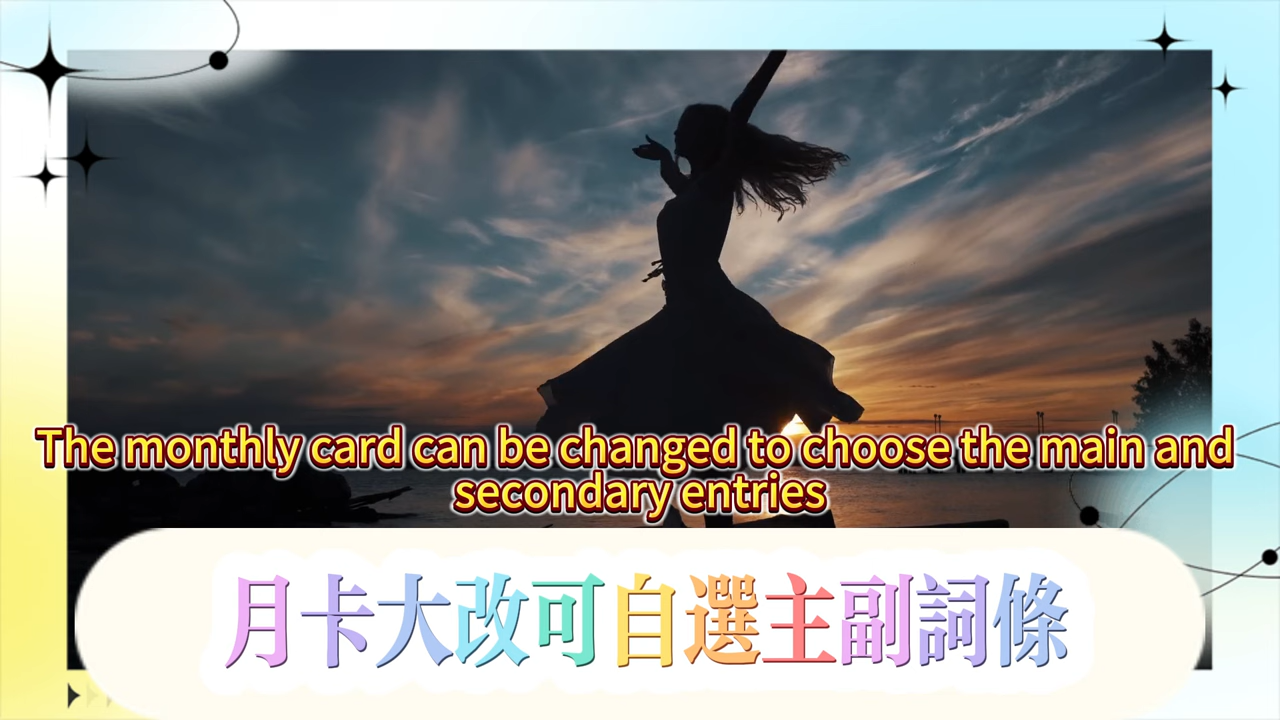 The monthly card can be changed to choose the main and
secondary entries
月卡大改可自選主副詞條